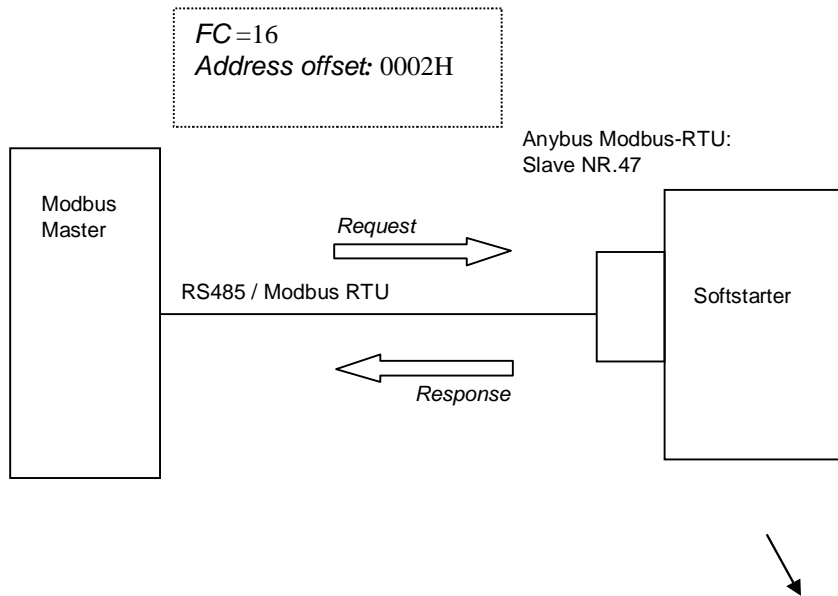 FC =16
Address offset: 0002H
Anybus Modbus-RTU:
Slave NR.47
Modbus
Master
Request
RS485 / Modbus RTU
Softstarter
Response